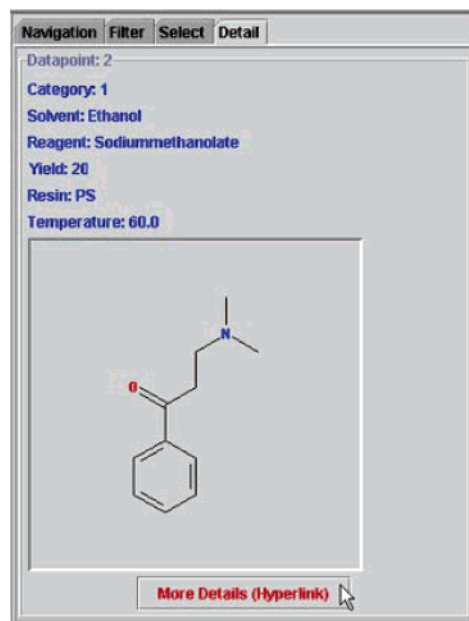 Navigation Filter Select Detail
Datapoint: 2
Category: 1
Solvent: Ethanol
Reagent: Sodiummethanolate
Yield: 20
Resin: PS
Temperature: 60.0
N
O
More Details (Hyperlink)